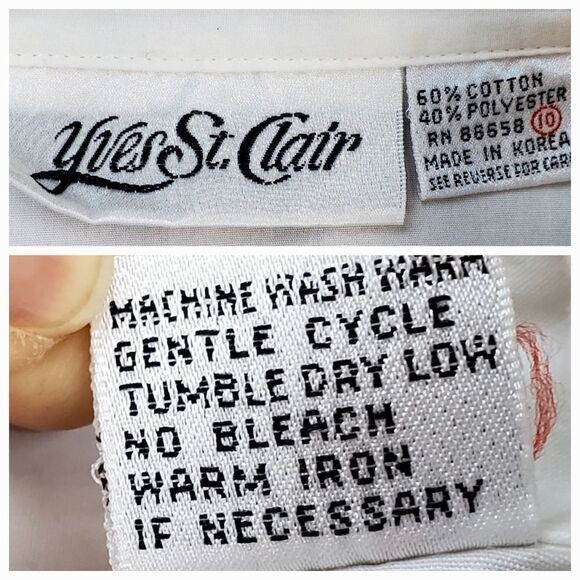 Yves St. Clair
60% COTTON
40% POLYESTER
RN 86658 10
MADE IN KOREA
SEE REVERSE FOR CARE
MACHINE WASH WARM
GENTLE CYCLE
TUMBLE DRY LOW
NO BLEACH
WARM IRON
IF NECESSARY